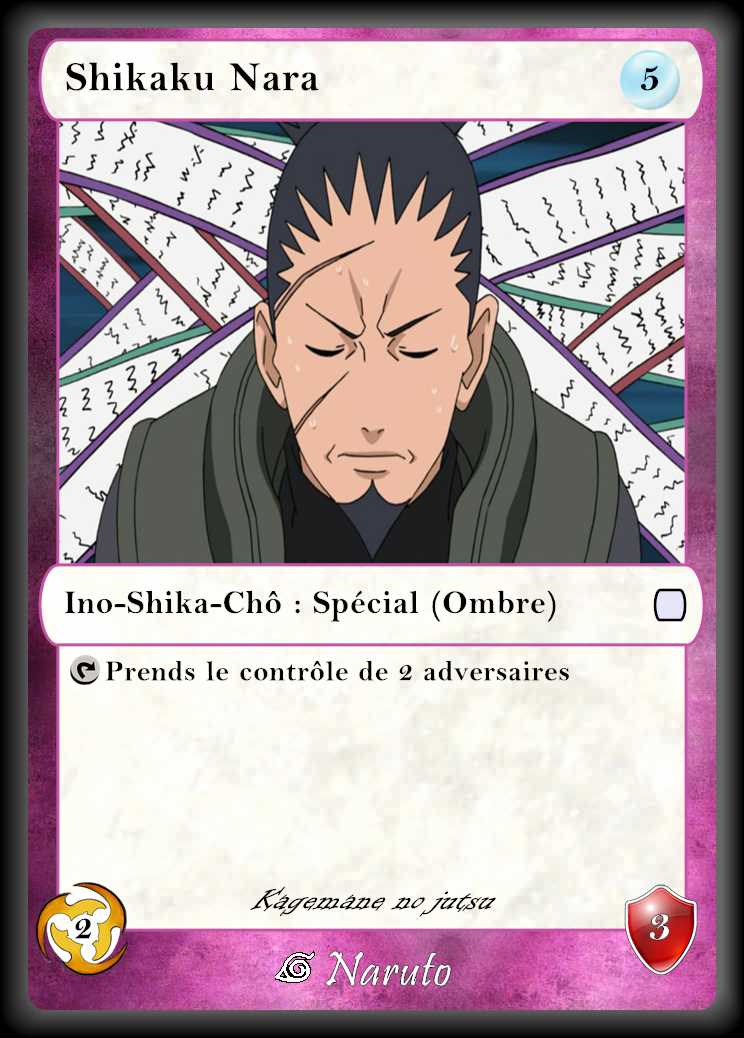 Shikaku Nara
5
Ino-Shika-Chô : Spécial (Ombre)
Prends le contrôle de 2 adversaires
Kagemane no jutsu
2
3
Naruto